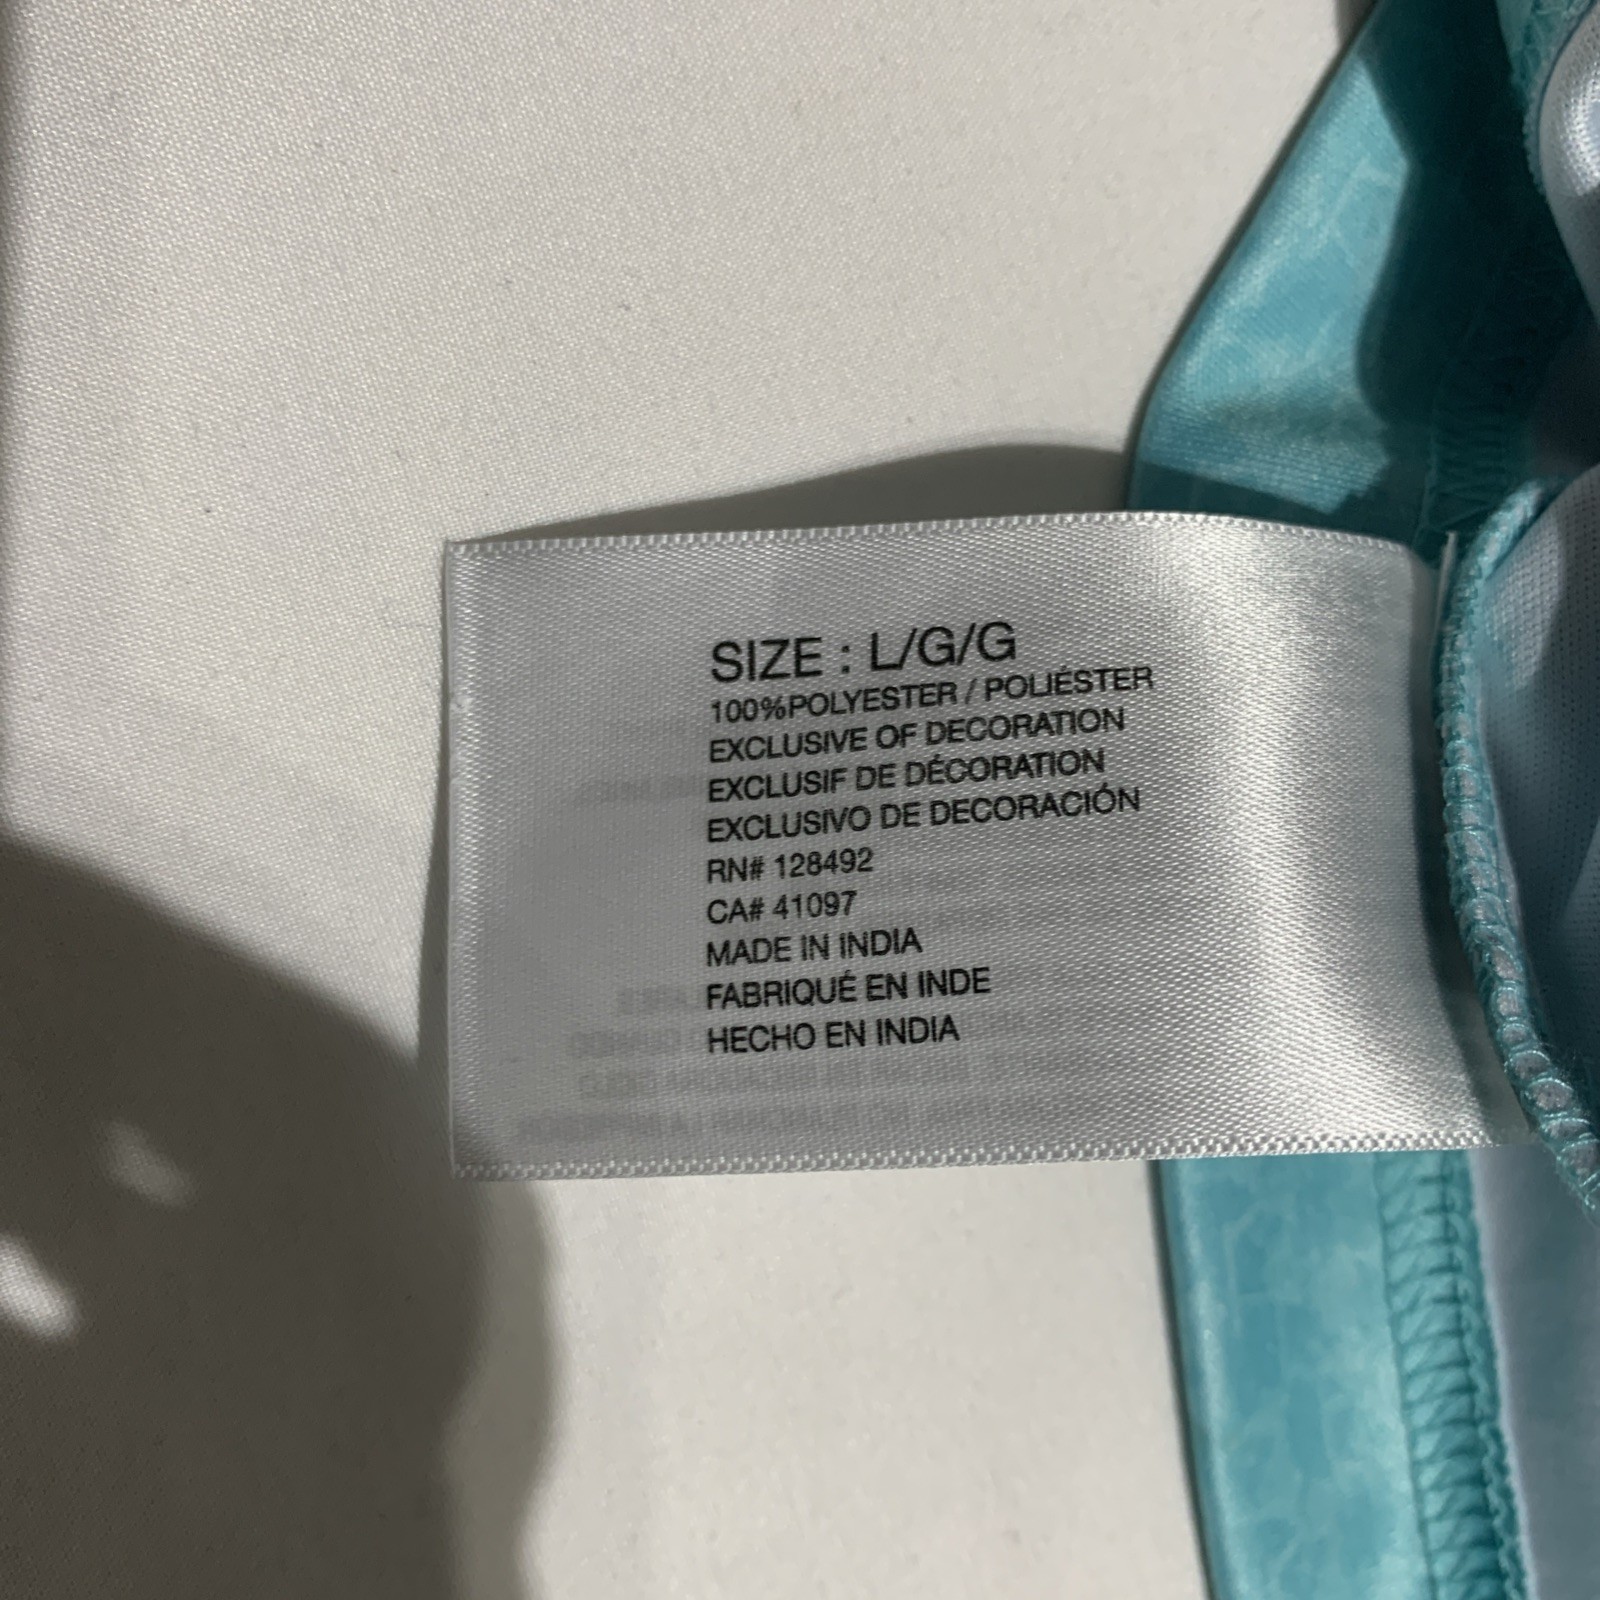 SIZE : L/G/G
100%POLYESTER / POLIÉSTER
EXCLUSIVE OF DECORATION
EXCLUSIF DE DÉCORATION
EXCLUSIVO DE DECORACIÓN
RN# 128492
CA# 41097
MADE IN INDIA
FABRIQUÉ EN INDE
HECHO EN INDIA